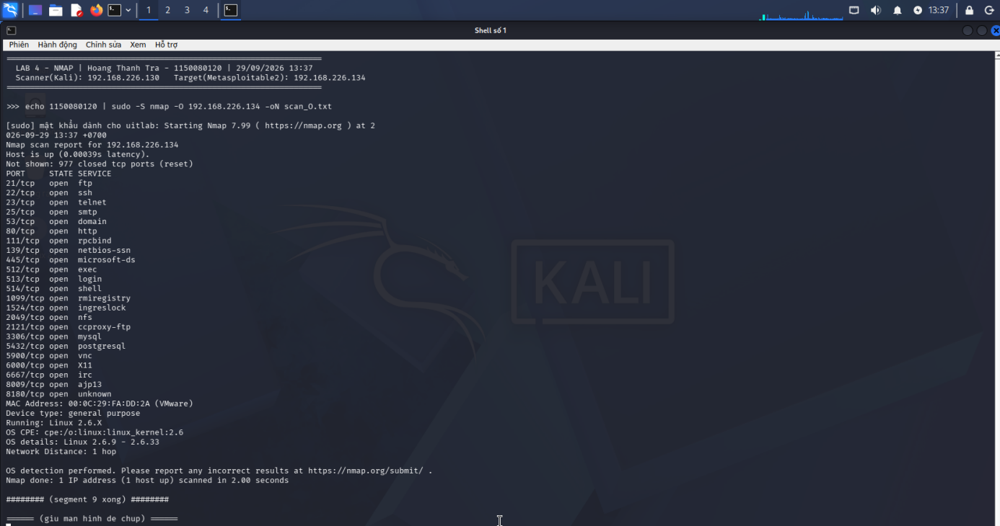 1 2 3 4 13:37
Shell số 1
Phiên Hành động Chỉnh sửa Xem Hỗ trợ
LAB 4 - NMAP | Hoang Thanh Tra - 1150080120 | 29/09/2026 13:37
Scanner(Kali): 192.168.226.130 Target(Metasploitable2): 192.168.226.134
>>> echo 1150080120 | sudo -S nmap -O 192.168.226.134 -oN scan_O.txt
[sudo] mật khẩu dành cho uitlab: Starting Nmap 7.99 ( https://nmap.org ) at 2
026-09-29 13:37 +0700
Nmap scan report for 192.168.226.134
Host is up (0.00039s latency).
Not shown: 977 closed tcp ports (reset)
PORT STATE SERVICE
21/tcp open ftp
22/tcp open ssh
23/tcp open telnet
25/tcp open smtp
53/tcp open domain
80/tcp open http
111/tcp open rpcbind
139/tcp open netbios-ssn
445/tcp open microsoft-ds
512/tcp open exec
513/tcp open login
514/tcp open shell
1099/tcp open rmiregistry
1524/tcp open ingreslock
2049/tcp open nfs
2121/tcp open ccproxy-ftp
3306/tcp open mysql
5432/tcp open postgresql
5900/tcp open vnc
6000/tcp open X11
6667/tcp open irc
8009/tcp open ajp13
8180/tcp open unknown
MAC Address: 00:0C:29:FA:DD:2A (VMware)
Device type: general purpose
Running: Linux 2.6.X
OS CPE: cpe:/o:linux:linux_kernel:2.6
OS details: Linux 2.6.9 - 2.6.33
Network Distance: 1 hop
OS detection performed. Please report any incorrect results at https://nmap.org/submit/ .
Nmap done: 1 IP address (1 host up) scanned in 2.00 seconds
######## (segment 9 xong) ########
====== (giu man hinh de chup) ======
KALI